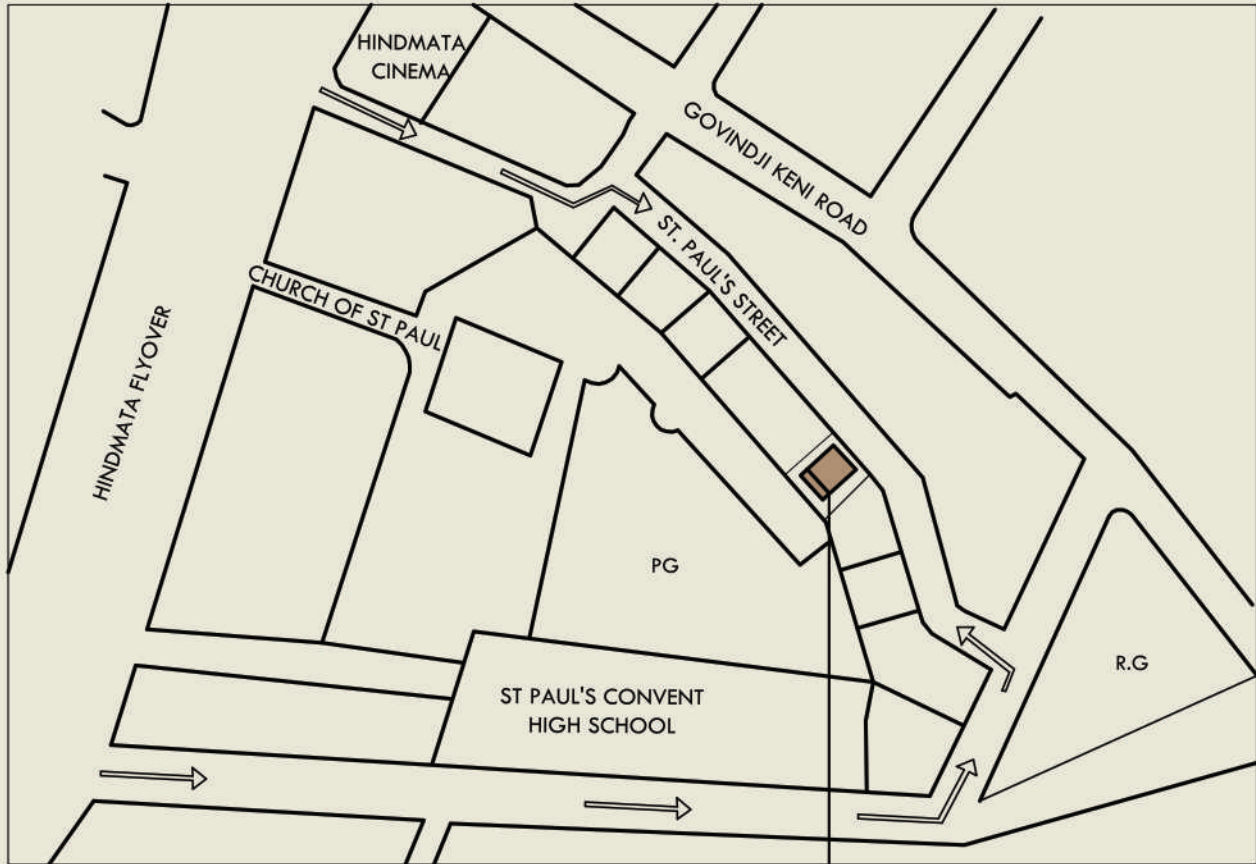 HINDMATA
CINEMA
GOVINDJI KENI ROAD
ST. PAUL'S STREET
CHURCH OF ST PAUL
HINDMATA FLYOVER
PG
R.G
ST PAUL'S CONVENT
HIGH SCHOOL